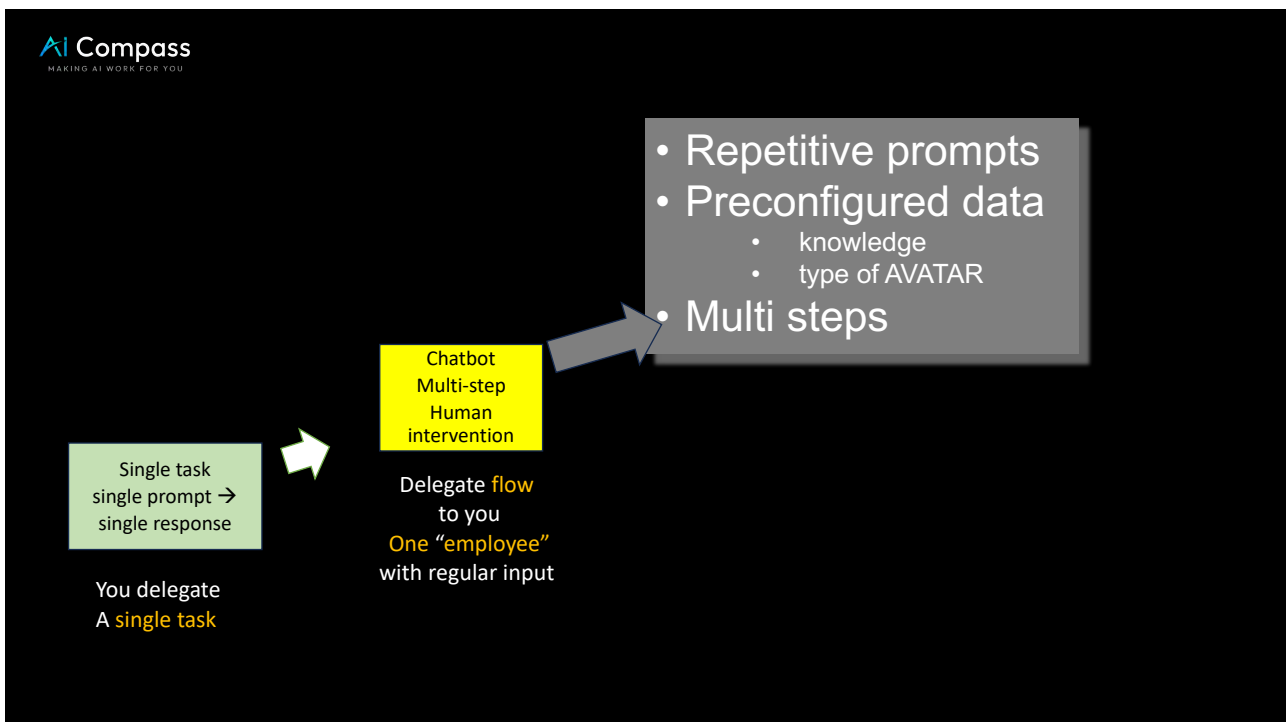 Ai Compass
MAKING AI WORK FOR YOU
• Repetitive prompts
• Preconfigured data
• knowledge
• type of AVATAR
• Multi steps
Chatbot
Multi-step
Human
intervention
Delegate flow
to you
One “employee”
with regular input
Single task
single prompt →
single response
You delegate
A single task